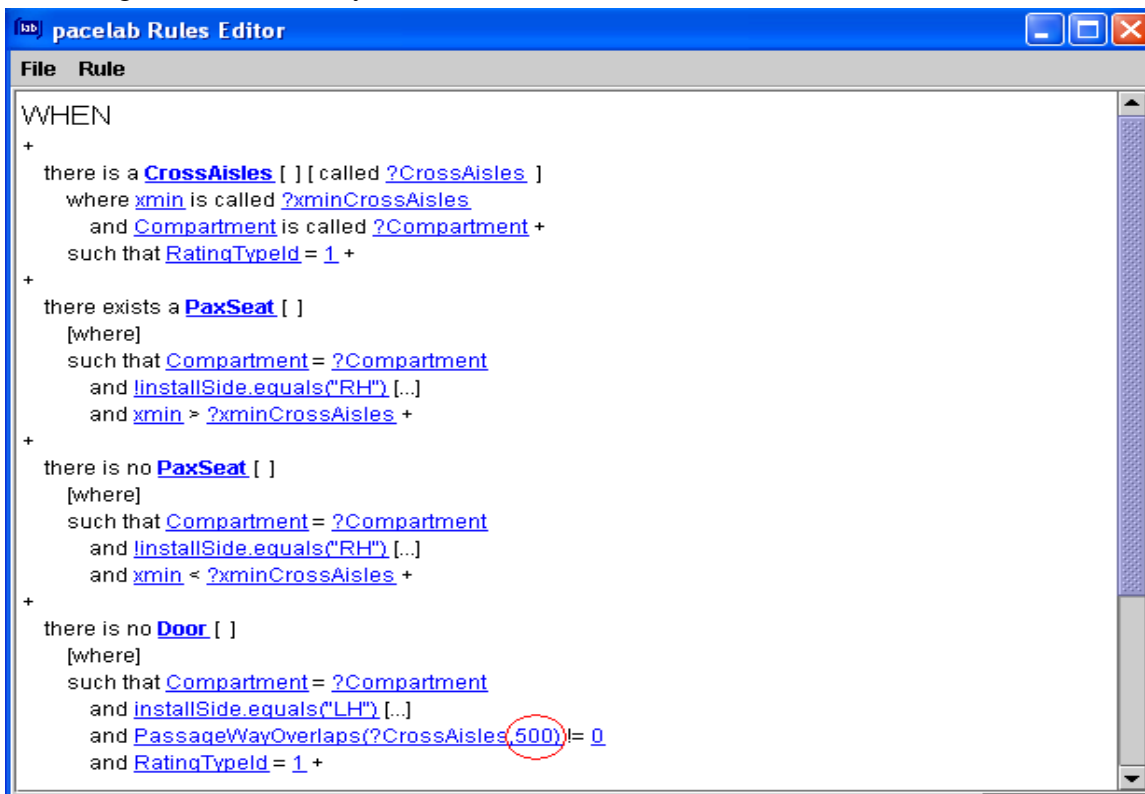 lab pacelab Rules Editor
File Rule
WHEN
+
there is a CrossAisles [ ] [ called ?CrossAisles ]
where xmin is called ?xminCrossAisles
and Compartment is called ?Compartment +
such that RatingTypeId = 1 +
+
there exists a PaxSeat [ ]
[where]
such that Compartment = ?Compartment
and !installSide.equals("RH") [...]
and xmin > ?xminCrossAisles +
+
there is no PaxSeat [ ]
[where]
such that Compartment = ?Compartment
and !installSide.equals("RH") [...]
and xmin < ?xminCrossAisles +
+
there is no Door [ ]
[where]
such that Compartment = ?Compartment
and installSide.equals("LH") [...]
and PassageWayOverlaps(?CrossAisles,500) != 0
and RatingTypeId = 1 +